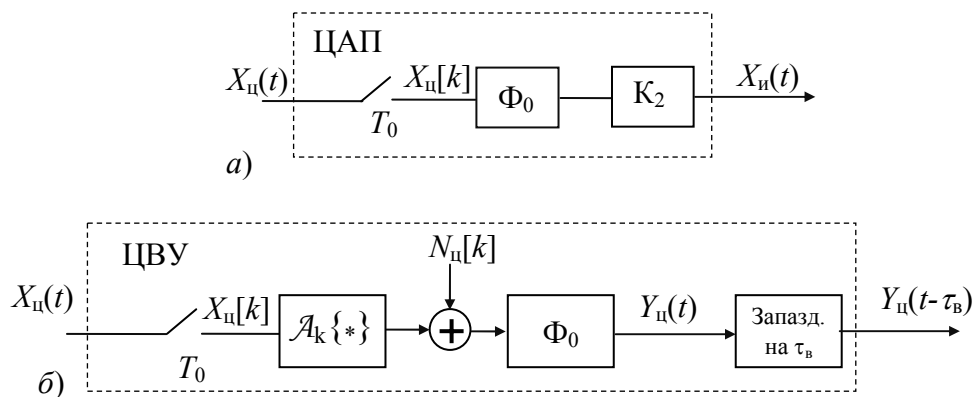 ЦАП
Xц(t)
Xц[k]
T0
Ф0
К2
Xи(t)
а)
ЦВУ
Nц[k]
Xц(t)
Xц[k]
T0
𝒜k{*}
+
Ф0
Yц(t)
Запазд.
на τв
Yц(t-τв)
б)